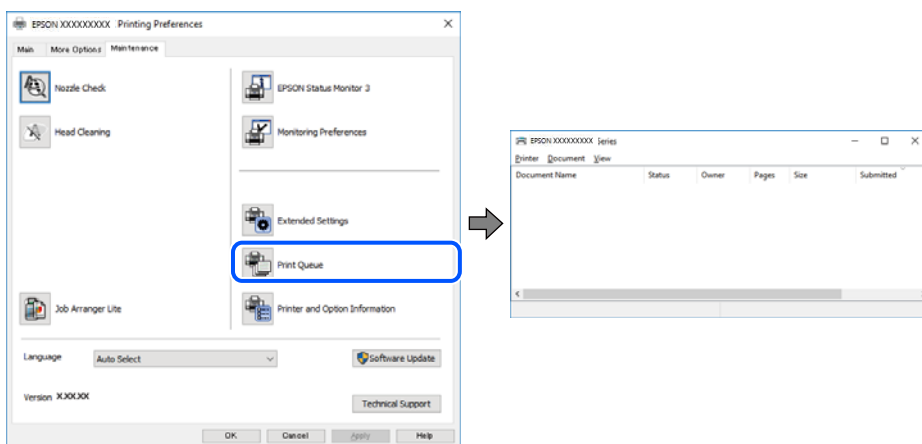 EPSON XXXXXXXXX Printing Preferences
Main More Options Maintenance
Nozzle Check
EPSON Status Monitor 3
Head Cleaning
Monitoring Preferences
Extended Settings
Print Queue
Job Arranger Lite
Printer and Option Information
Language Auto Select Software Update
Version X.XX.XX
Technical Support
OK Cancel Apply Help
EPSON XXXXXXXXX Series
Printer Document View
Document Name Status Owner Pages Size Submitted